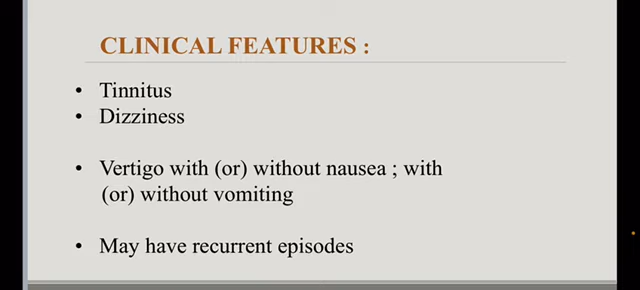 CLINICAL FEATURES :
• Tinnitus
• Dizziness
• Vertigo with (or) without nausea ; with
(or) without vomiting
• May have recurrent episodes